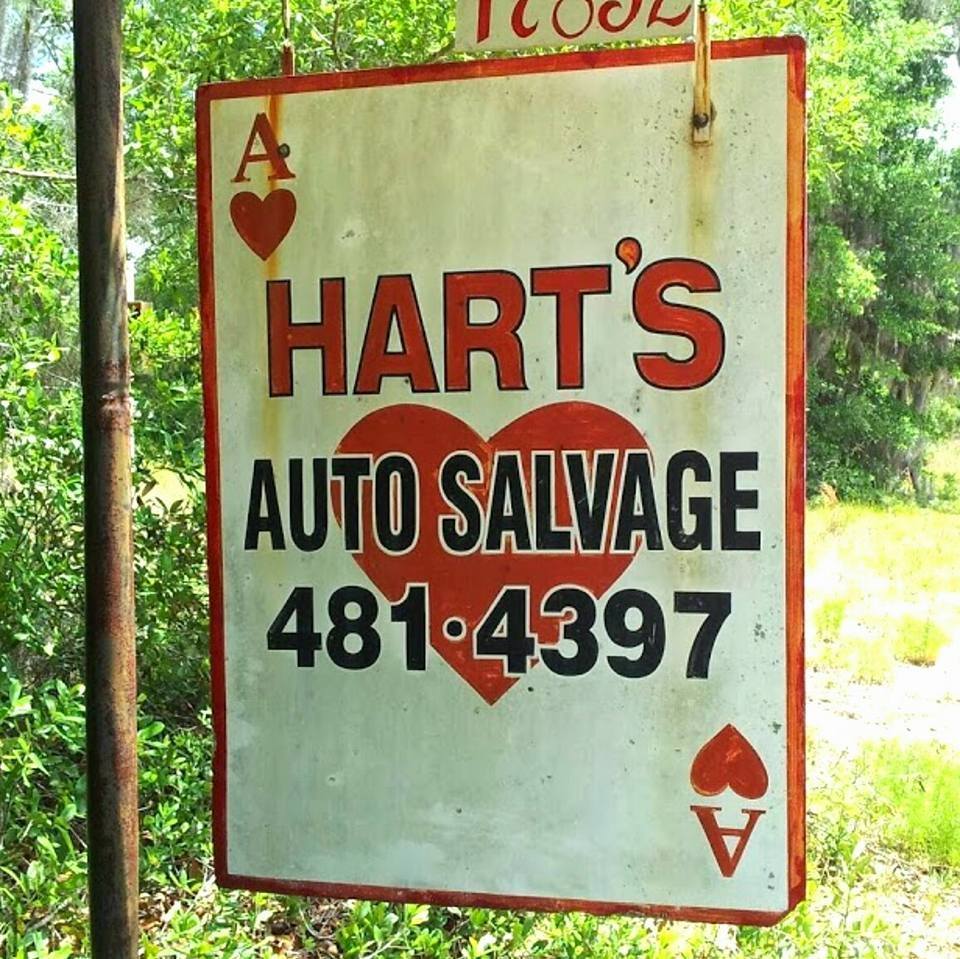 A
HART'S
AUTO SALVAGE
481·4397
A